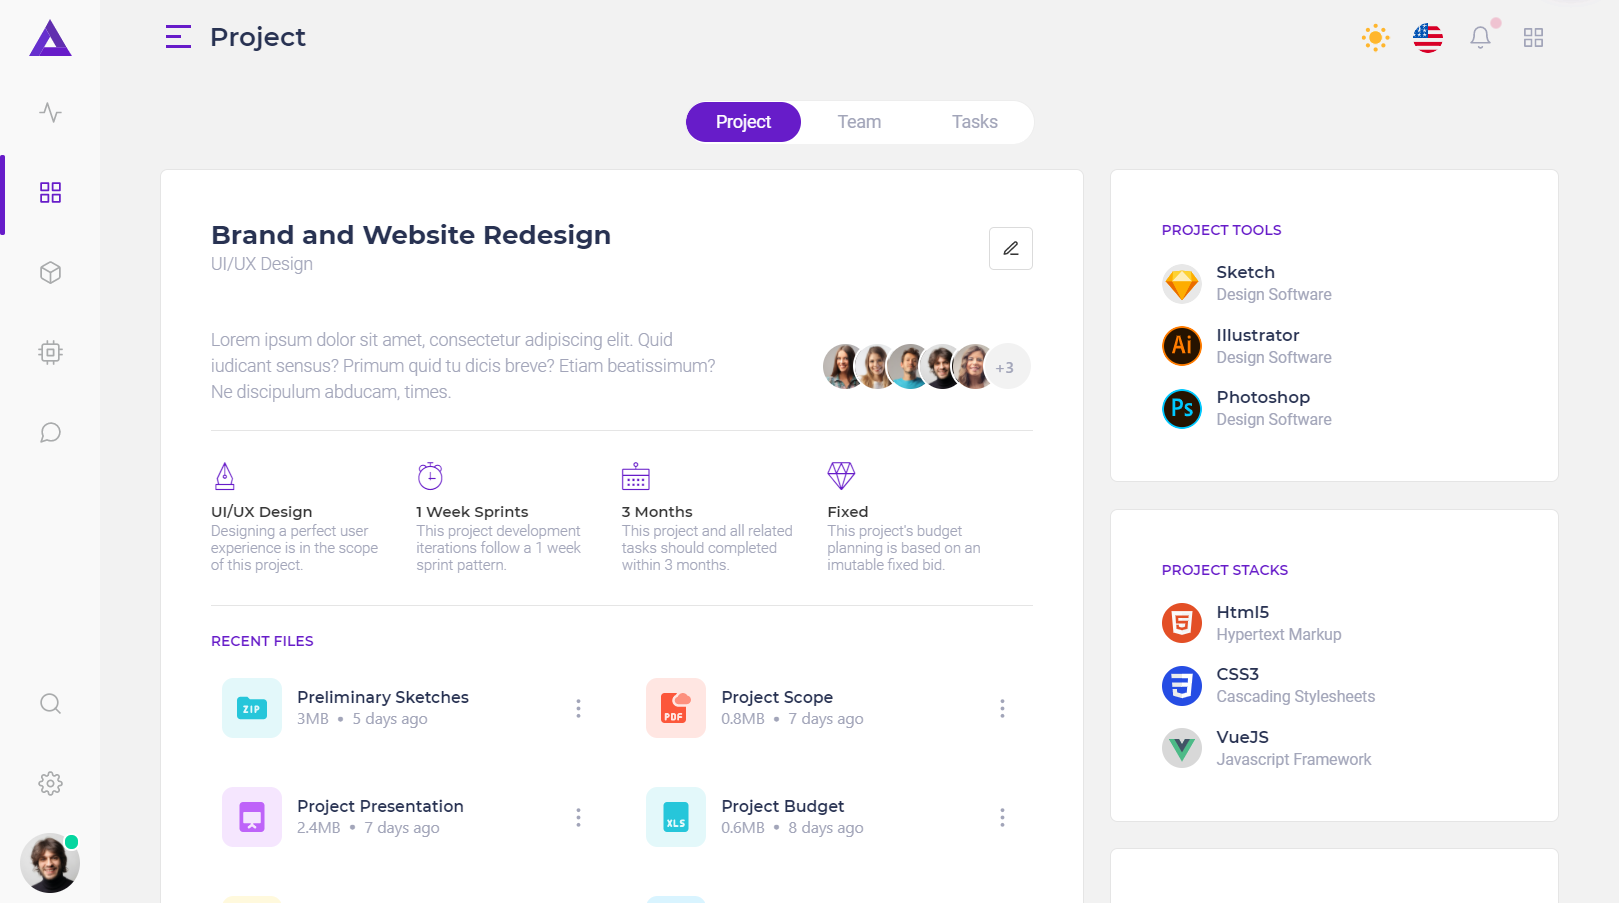 Project
Project
Team
Tasks
Brand and Website Redesign
UI/UX Design
Lorem ipsum dolor sit amet, consectetur adipiscing elit. Quid
iudicant sensus? Primum quid tu dicis breve? Etiam beatissimum?
Ne discipulum abducam, times.
+3
UI/UX Design
Designing a perfect user
experience is in the scope
of this project.
1 Week Sprints
This project development
iterations follow a 1 week
sprint pattern.
3 Months
This project and all related
tasks should completed
within 3 months.
Fixed
This project's budget
planning is based on an
imutable fixed bid.
RECENT FILES
ZIP
Preliminary Sketches
3MB • 5 days ago
PDF
Project Scope
0.8MB • 7 days ago
Project Presentation
2.4MB • 7 days ago
XLS
Project Budget
0.6MB • 8 days ago
PROJECT TOOLS
Sketch
Design Software
Ai
Illustrator
Design Software
Ps
Photoshop
Design Software
PROJECT STACKS
5
Html5
Hypertext Markup
3
CSS3
Cascading Stylesheets
VueJS
Javascript Framework